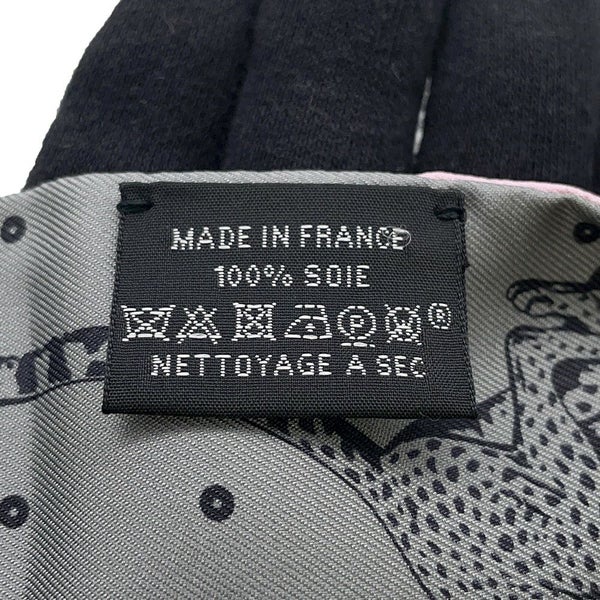 MADE IN FRANCE
100% SOIE
P ®
NETTOYAGE A SEC